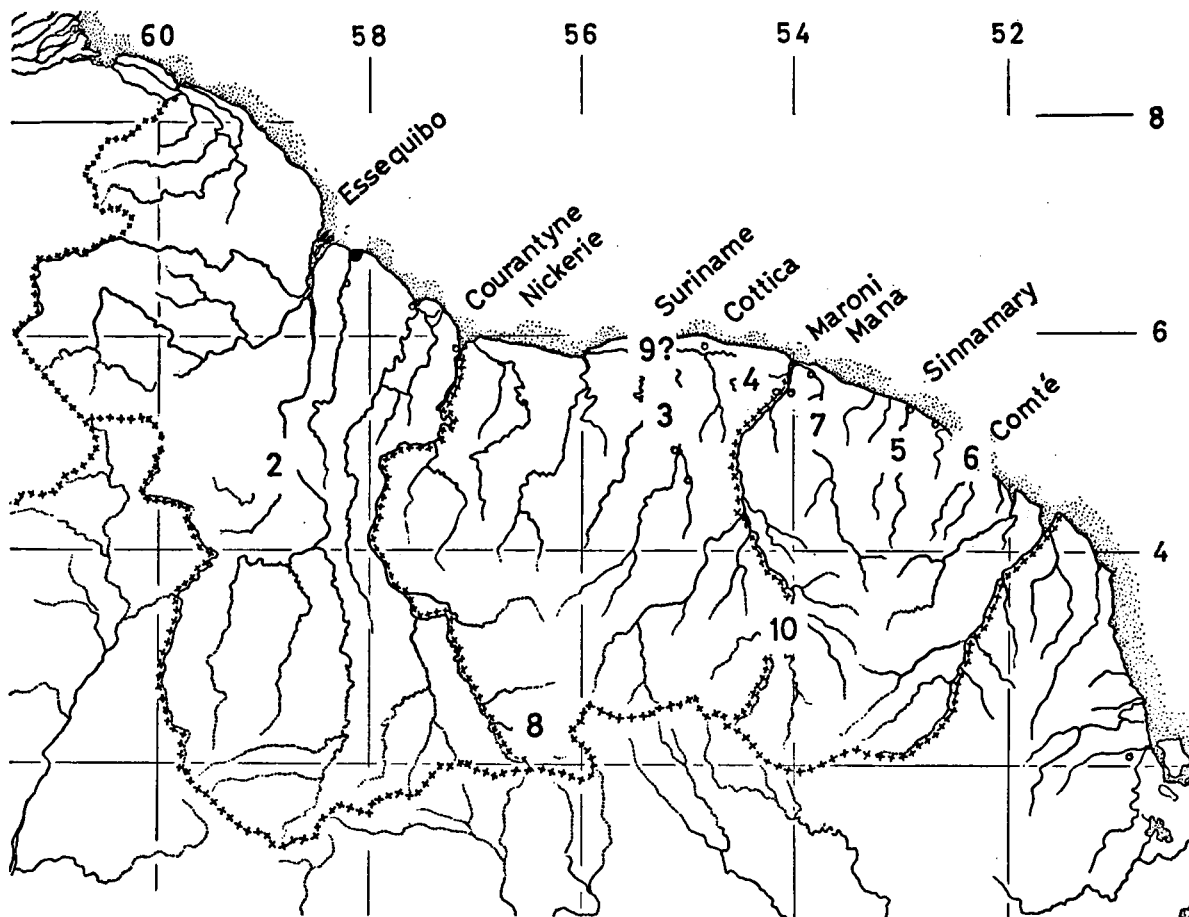 60 58 56 54 52
8
Essequibo
Courantyne
Nickerie
Suriname
Cottica
Maroni
Mana
Sinnamary
Comté
6
9?
4
3
7
5
6
2
4
10
8